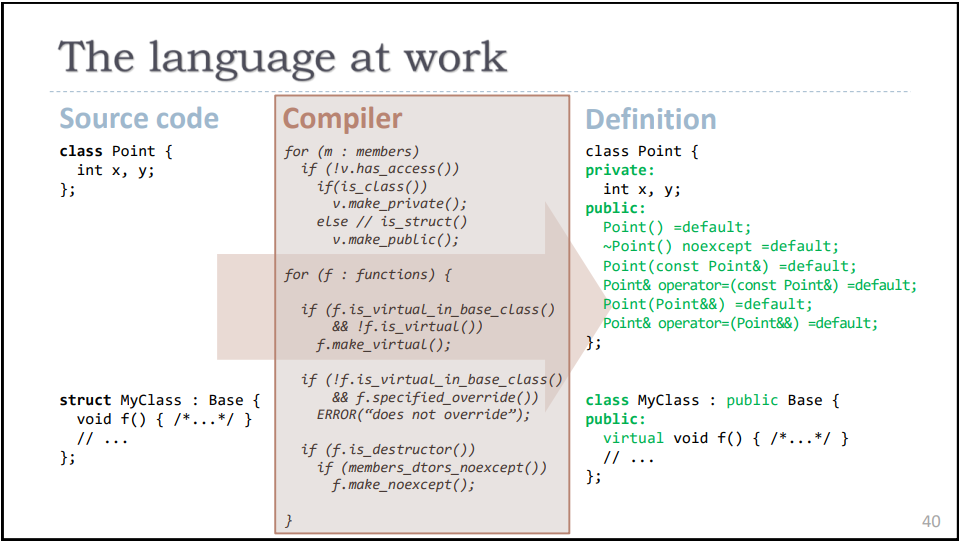 The language at work
Source code
class Point {
  int x, y;
};
struct MyClass : Base {
  void f() { /*...*/ }
  // ...
};
Compiler
for (m : members)
  if (!v.has_access())
    if(is_class())
      v.make_private();
    else // is_struct()
      v.make_public();
for (f : functions) {
  if (f.is_virtual_in_base_class()
      && !f.is_virtual())
    f.make_virtual();
  if (!f.is_virtual_in_base_class()
      && f.specified_override())
    ERROR(“does not override”);
  if (f.is_destructor())
    if (members_dtors_noexcept())
      f.make_noexcept();
}
Definition
class Point {
private:
  int x, y;
public:
  Point() =default;
  ~Point() noexcept =default;
  Point(const Point&) =default;
  Point& operator=(const Point&) =default;
  Point(Point&&) =default;
  Point& operator=(Point&&) =default;
};
class MyClass : public Base {
public:
  virtual void f() { /*...*/ }
  // ...
};
40